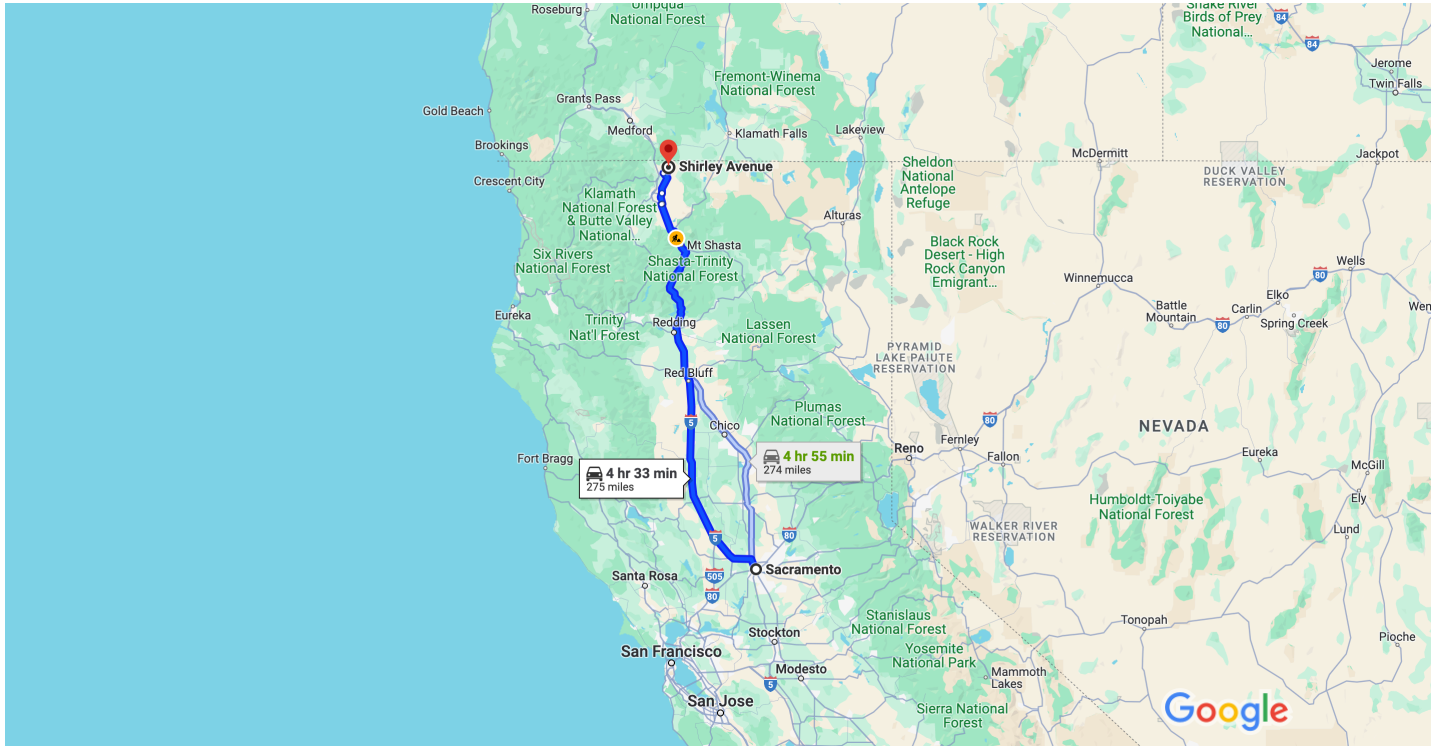 Roseburg
Umpqua
National Forest
Snake River
Birds of Prey
National...
84
84
Jerome
Twin Falls
Fremont-Winema
National Forest
Grants Pass
Gold Beach
Medford
Klamath Falls
Lakeview
Brookings
McDermitt
Jackpot
Shirley Avenue
Sheldon
National
Antelope
Refuge
DUCK VALLEY
RESERVATION
Crescent City
Klamath
National Forest
& Butte Valley
National...
Alturas
Mt Shasta
Black Rock
Desert - High
Rock Canyon
Emigrant...
Six Rivers
National Forest
Shasta-Trinity
National Forest
Wells
80
Winnemucca
Elko
Battle
Mountain
Carlin
Wen
Eureka
Trinity
Nat'l Forest
Redding
Lassen
National Forest
80
Spring Creek
PYRAMID
LAKE PAIUTE
RESERVATION
Red Bluff
Plumas
National Forest
5
Chico
80
NEVADA
Reno
Fernley
Fallon
Eureka
Fort Bragg
4 hr 33 min
275 miles
4 hr 55 min
274 miles
McGill
Ely
Humboldt-Toiyabe
National Forest
WALKER RIVER
RESERVATION
Lund
5
80
Sacramento
Santa Rosa
505
80
Stanislaus
National Forest
Tonopah
Stockton
Pioche
San Francisco
Yosemite
National Park
Modesto
Mammoth
Lakes
5
San Jose
Sierra National
Forest
Google